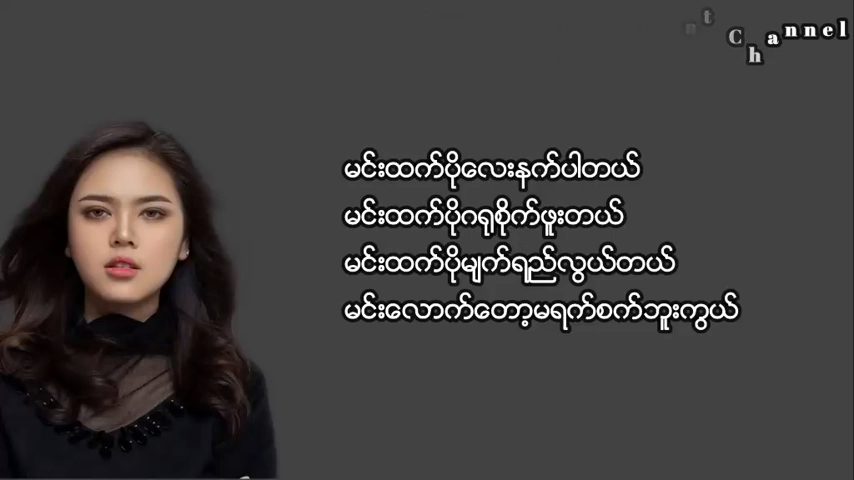 nt Channel
မင်းထက်ပိုလေးနက်ပါတယ်
မင်းထက်ပိုဂရုစိုက်ဖူးတယ်
မင်းထက်ပိုမျက်ရည်လွယ်တယ်
မင်းလောက်တော့မရက်စက်ဘူးကွယ်